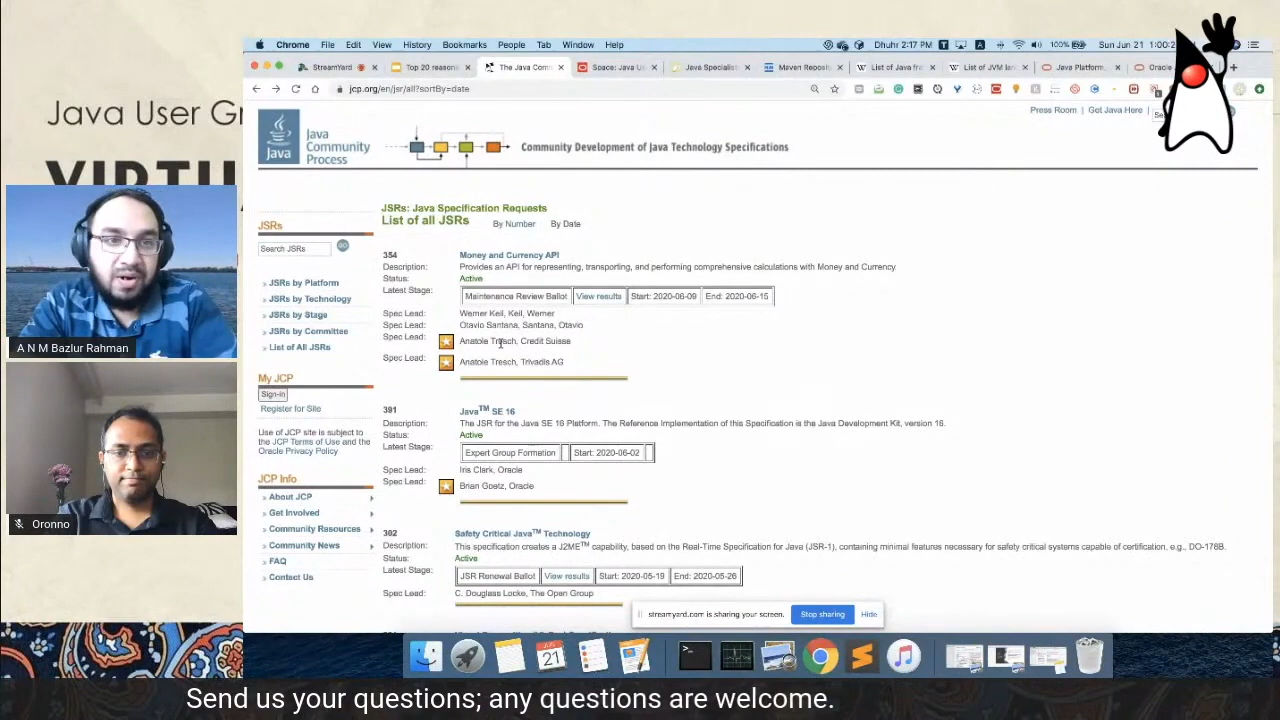 Java User Gr
VIRTU
Chrome File Edit View History Bookmarks People Tab Window Help
Dhuhr 2:17 PM 100% Sun Jun 21 1:00:2
StreamYard Top 20 reason The Java Com Space: Java Us Java Specialist Maven Reposit List of Java fra List of JVM lan Java Platform, Oracle
jcp.org/en/jsr/all?sortBy=date
Press Room | Get Java Here |
Java Community Process
Java
Community Development of Java Technology Specifications
JSRs
Search JSRs
GO
JSRs by Platform
JSRs by Technology
JSRs by Stage
JSRs by Committee
List of All JSRs
My JCP
Sign-in
Register for Site
Use of JCP site is subject to the JCP Terms of Use and the Oracle Privacy Policy
JCP Info
About JCP
Get Involved
Community Resources
Community News
FAQ
Contact Us
JSRs: Java Specification Requests
List of all JSRs By Number By Date
354 Money and Currency API
Description: Provides an API for representing, transporting, and performing comprehensive calculations with Money and Currency.
Status: Active
Latest Stage: Maintenance Review Ballot View results Start: 2020-06-09 End: 2020-06-15
Spec Lead: Werner Keil, Keil, Werner
Spec Lead: Otavio Santana, Santana, Otavio
Spec Lead: Anatole Tresch, Credit Suisse
Spec Lead: Anatole Tresch, Trivadis AG
391 Java™ SE 16
Description: The JSR for the Java SE 16 Platform. The Reference Implementation of this Specification is the Java Development Kit, version 16.
Status: Active
Latest Stage: Expert Group Formation Start: 2020-06-02
Spec Lead: Iris Clark, Oracle
Spec Lead: Brian Goetz, Oracle
302 Safety Critical Java™ Technology
Description: This specification creates a J2ME™ capability, based on the Real-Time Specification for Java (JSR-1), containing minimal features necessary for safety critical systems capable of certification, e.g., DO-178B.
Status: Active
Latest Stage: JSR Renewal Ballot View results Start: 2020-05-19 End: 2020-05-26
Spec Lead: C. Douglass Locke, The Open Group
streamyard.com is sharing your screen. Stop sharing Hide
JUN 21
A N M Bazlur Rahman
Oronno
Send us your questions; any questions are welcome.